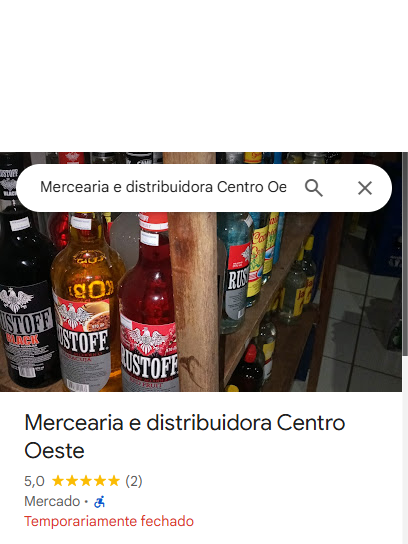 Mercearia e distribuidora Centro Oe
RUSTOFF
BLACK
RUSTOFF
RUSTOFF
RUS
Mercearia e distribuidora Centro
Oeste
5,0 ★★★★★ (2)
Mercado •
Temporariamente fechado